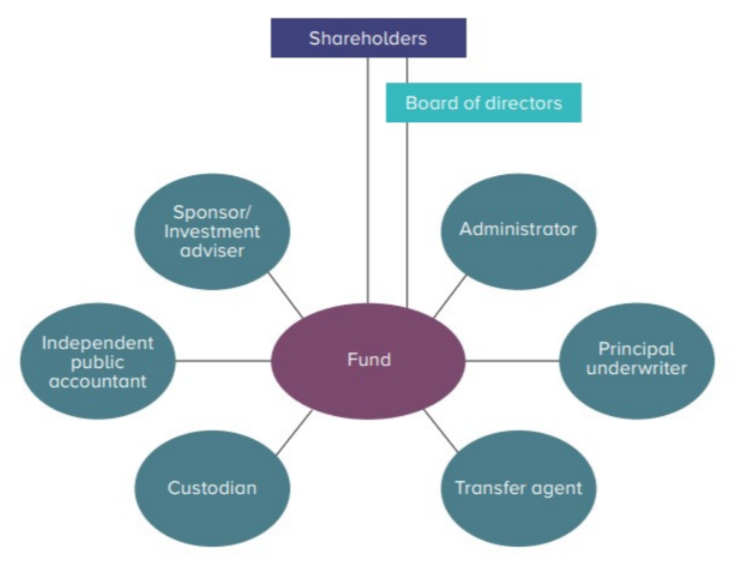 Shareholders
Board of directors
Sponsor/
Investment
adviser
Administrator
Independent
public
accountant
Fund
Principal
underwriter
Custodian
Transfer agent